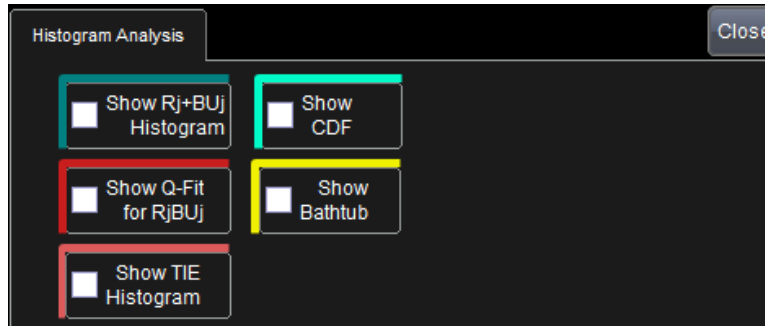 Histogram Analysis
Close
Show Rj+BUj
Histogram
Show
CDF
Show Q-Fit
for RjBUj
Show
Bathtub
Show TIE
Histogram